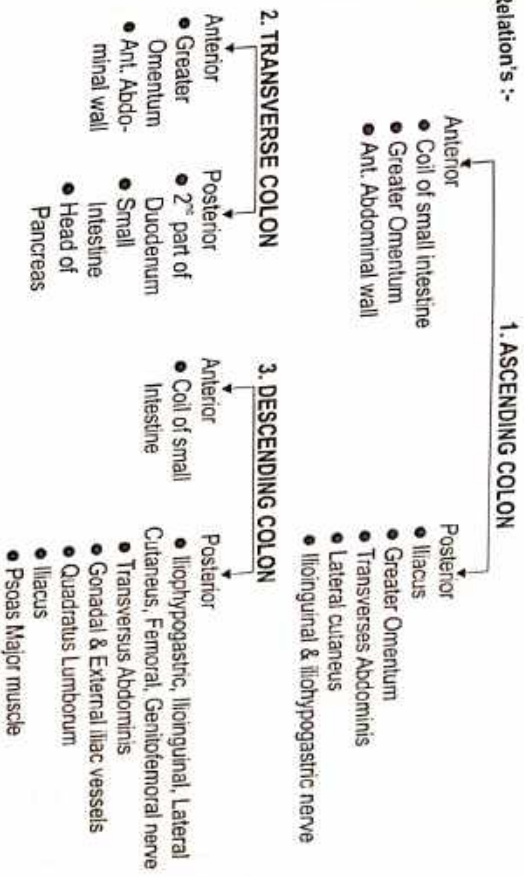 Relation's :-
1. ASCENDING COLON
Anterior
● Coil of small intestine
● Greater Omentum
● Ant. Abdominal wall
Posterior
● Iliacus
● Greater Omentum
● Transverses Abdominis
● Lateral cutaneus
● Ilioinguinal & iliohypogastric nerve
2. TRANSVERSE COLON
Anterior
● Greater
Omentum
● Ant. Abdo-
minal wall
Posterior
● 2nd part of
Duodenum
● Small
Intestine
● Head of
Pancreas
3. DESCENDING COLON
Anterior
● Coil of small
Intestine
Posterior
● Iliophypogastric, Ilioinguinal, Lateral
Cutaneus, Femoral, Genitofemoral nerve
● Transversus Abdominis
● Gonadal & External iliac vessels
● Quadratus Lumborum
● Iliacus
● Psoas Major muscle